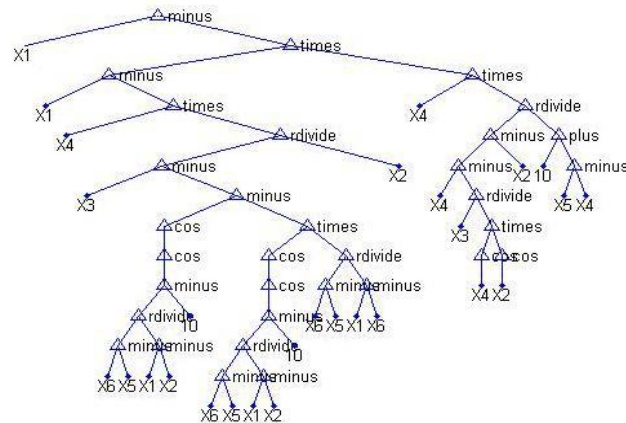 minus
X1 times
minus times
X1 times X4 rdivide
X4 rdivide minus plus
minus X2 minus X2 10 minus
X3 minus X4 rdivide X5 X4
cos times X3 times
cos cos rdivide cos cos
minus cos minus minus X4 X2
rdivide 10 minus X6 X5 X1 X6
minus minus rdivide 10
X6 X5 X1 X2 minus minus
X6 X5 X1 X2